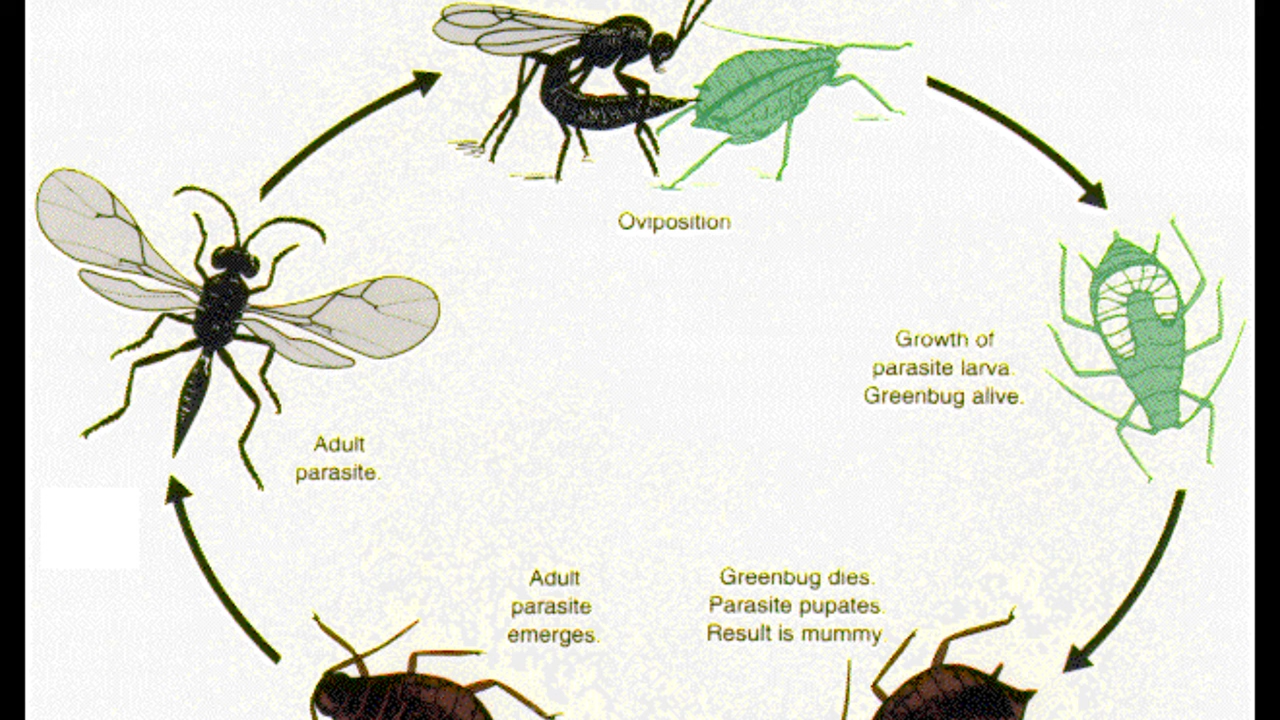 Oviposition
Growth of
parasite larva.
Greenbug alive.
Adult
parasite.
Adult
parasite
emerges.
Greenbug dies.
Parasite pupates.
Result is mummy